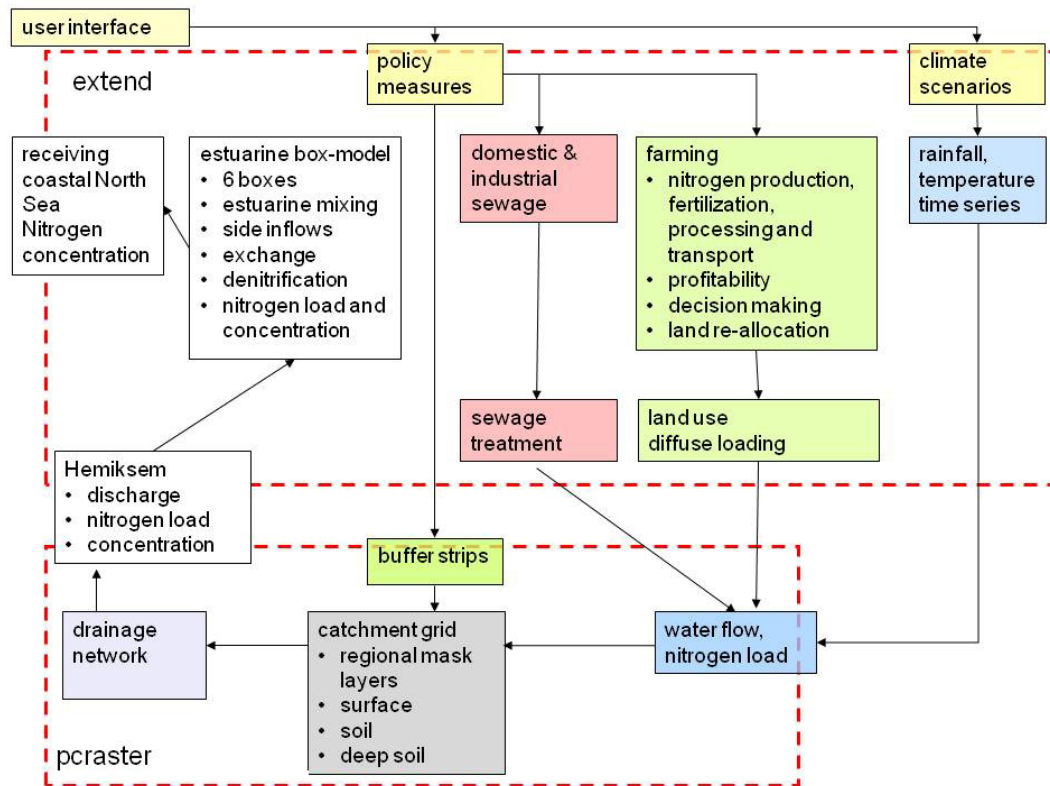 user interface
extend
policy
measures
climate
scenarios
receiving
coastal North
Sea
Nitrogen
concentration
estuarine box-model
• 6 boxes
• estuarine mixing
• side inflows
• exchange
• denitrification
• nitrogen load and
concentration
domestic &
industrial
sewage
farming
• nitrogen production,
fertilization,
processing and
transport
• profitability
• decision making
• land re-allocation
rainfall,
temperature
time series
sewage
treatment
land use
diffuse loading
Hemiksem
• discharge
• nitrogen load
• concentration
buffer strips
drainage
network
catchment grid
• regional mask
layers
• surface
• soil
• deep soil
water flow,
nitrogen load
pcraster